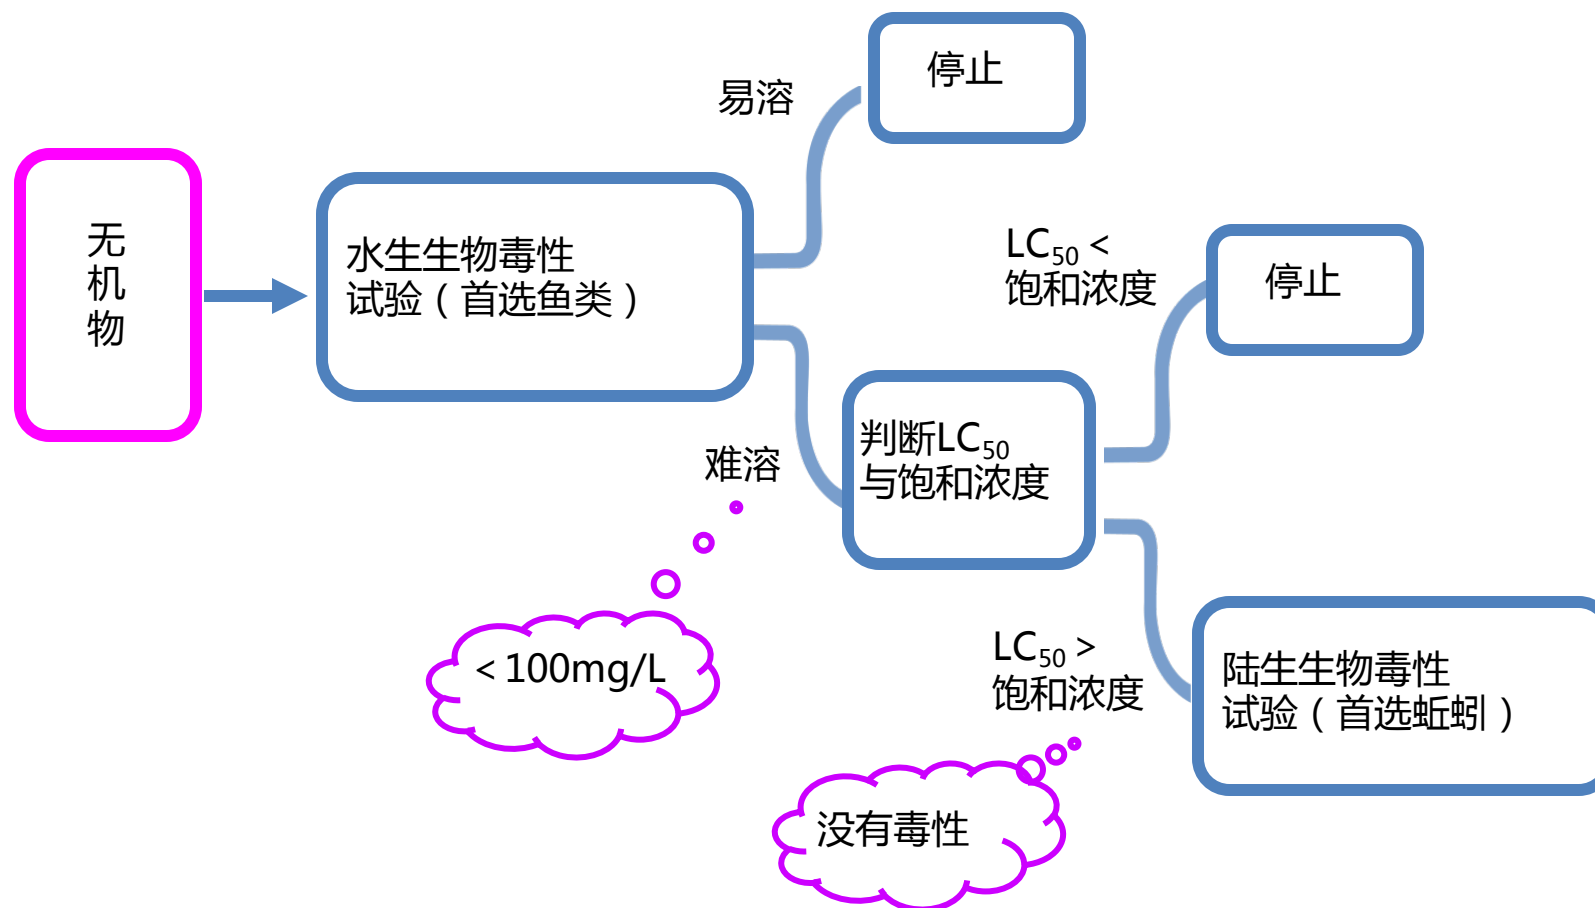 易溶
停止
无
机
物
水生生物毒性
试验（首选鱼类）
LC50 <
饱和浓度
停止
难溶
判断LC50
与饱和浓度
< 100mg/L
LC50 >
饱和浓度
陆生生物毒性
试验（首选蚯蚓）
没有毒性